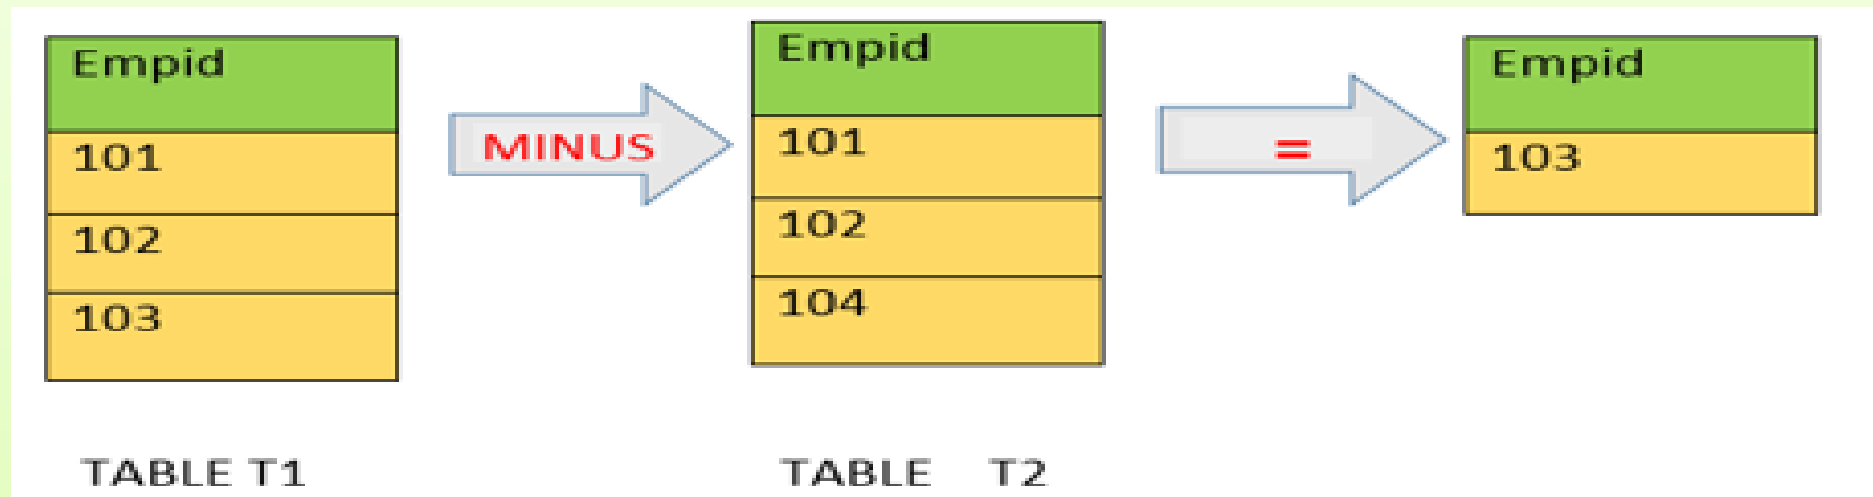 Empid
101
102
103
TABLE T1
MINUS
Empid
101
102
104
TABLE T2
=
Empid
103